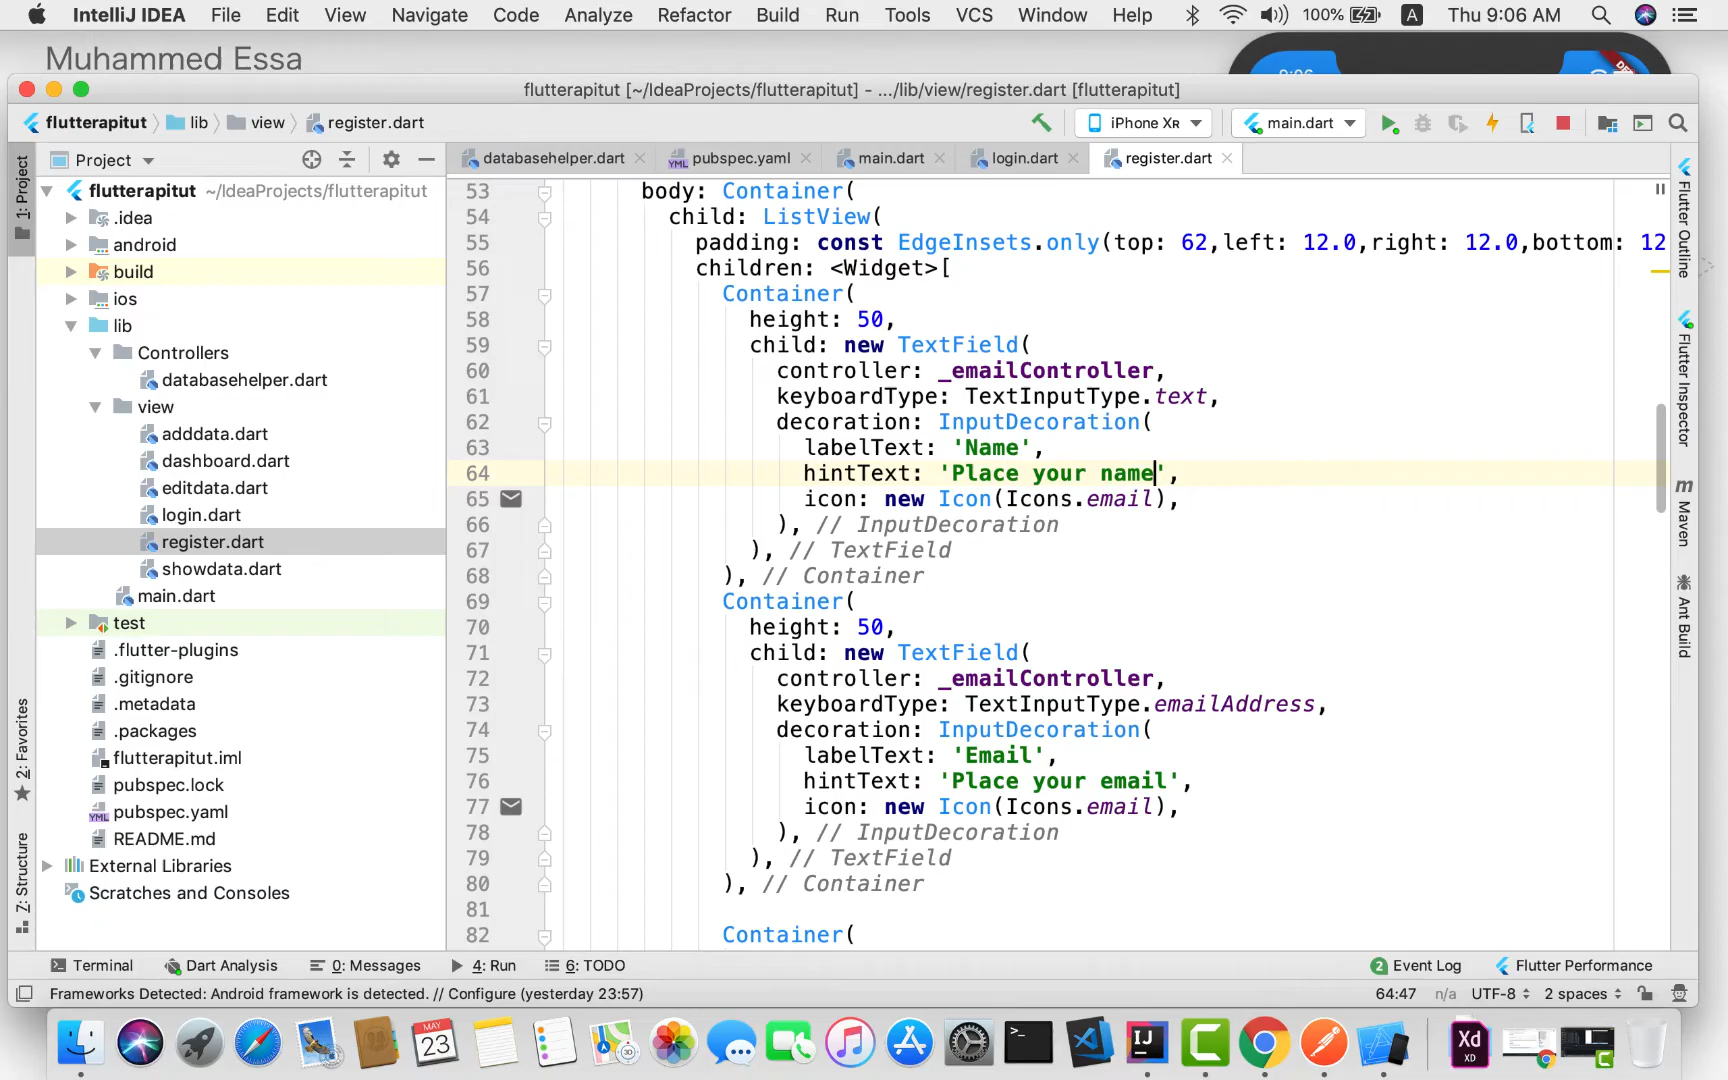 IntelliJ IDEA File Edit View Navigate Code Analyze Refactor Build Run Tools VCS Window Help 100% A Thu 9:06 AM
Muhammed Essa
flutterapitut [~/IdeaProjects/flutterapitut] - .../lib/view/register.dart [flutterapitut]
flutterapitut lib view register.dart iPhone XR main.dart
Project databasehelper.dart pubspec.yaml main.dart login.dart register.dart
1: Project
2: Favorites
7: Structure
flutterapitut ~/IdeaProjects/flutterapitut
.idea
android
build
ios
lib
Controllers
databasehelper.dart
view
adddata.dart
dashboard.dart
editdata.dart
login.dart
register.dart
showdata.dart
main.dart
test
.flutter-plugins
.gitignore
.metadata
.packages
flutterapitut.iml
pubspec.lock
pubspec.yaml
README.md
External Libraries
Scratches and Consoles
53 body: Container(
54 child: ListView(
55 padding: const EdgeInsets.only(top: 62,left: 12.0,right: 12.0,bottom: 12
56 children: <Widget>[
57 Container(
58 height: 50,
59 child: new TextField(
60 controller: _emailController,
61 keyboardType: TextInputType.text,
62 decoration: InputDecoration(
63 labelText: 'Name',
64 hintText: 'Place your name',
65 icon: new Icon(Icons.email),
66 ), // InputDecoration
67 ), // TextField
68 ), // Container
69 Container(
70 height: 50,
71 child: new TextField(
72 controller: _emailController,
73 keyboardType: TextInputType.emailAddress,
74 decoration: InputDecoration(
75 labelText: 'Email',
76 hintText: 'Place your email',
77 icon: new Icon(Icons.email),
78 ), // InputDecoration
79 ), // TextField
80 ), // Container
81
82 Container(
Flutter Outline
Flutter Inspector
Maven
Ant Build
Terminal Dart Analysis 0: Messages 4: Run 6: TODO 2 Event Log Flutter Performance
Frameworks Detected: Android framework is detected. // Configure (yesterday 23:57) 64:47 n/a UTF-8 2 spaces
MAY
23
IJ
Xd
XD